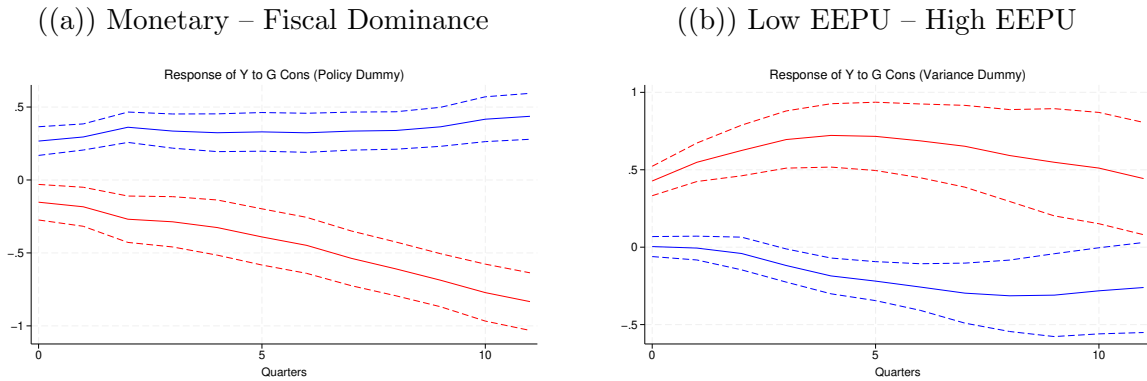 ((a)) Monetary – Fiscal Dominance
Response of Y to G Cons (Policy Dummy)
.5
0
-.5
-1
0
5
10
Quarters
((b)) Low EEPU – High EEPU
Response of Y to G Cons (Variance Dummy)
1
.5
0
-.5
0
5
10
Quarters